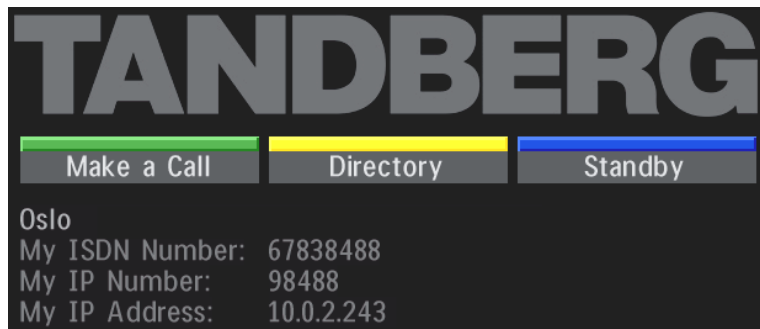 TANDBERG
Make a Call Directory Standby
Oslo
My ISDN Number: 67838488
My IP Number: 98488
My IP Address: 10.0.2.243